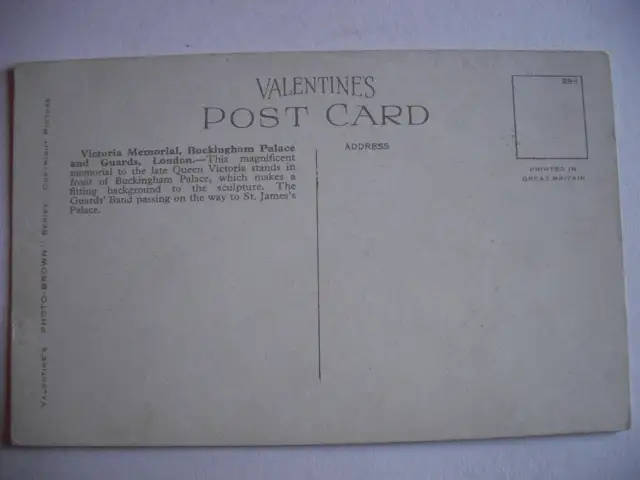 VALENTINE'S
POST CARD
Victoria Memorial, Buckingham Palace
and Guards, London.—This magnificent
memorial to the late Queen Victoria stands in
front of Buckingham Palace, which makes a
fitting background to the sculpture. The
Guards' Band passing on the way to St. James's
Palace.
ADDRESS
PRINTED IN
GREAT BRITAIN
VALENTINE'S "PHOTO-BROWN" SERIES COPYRIGHT PICTURE